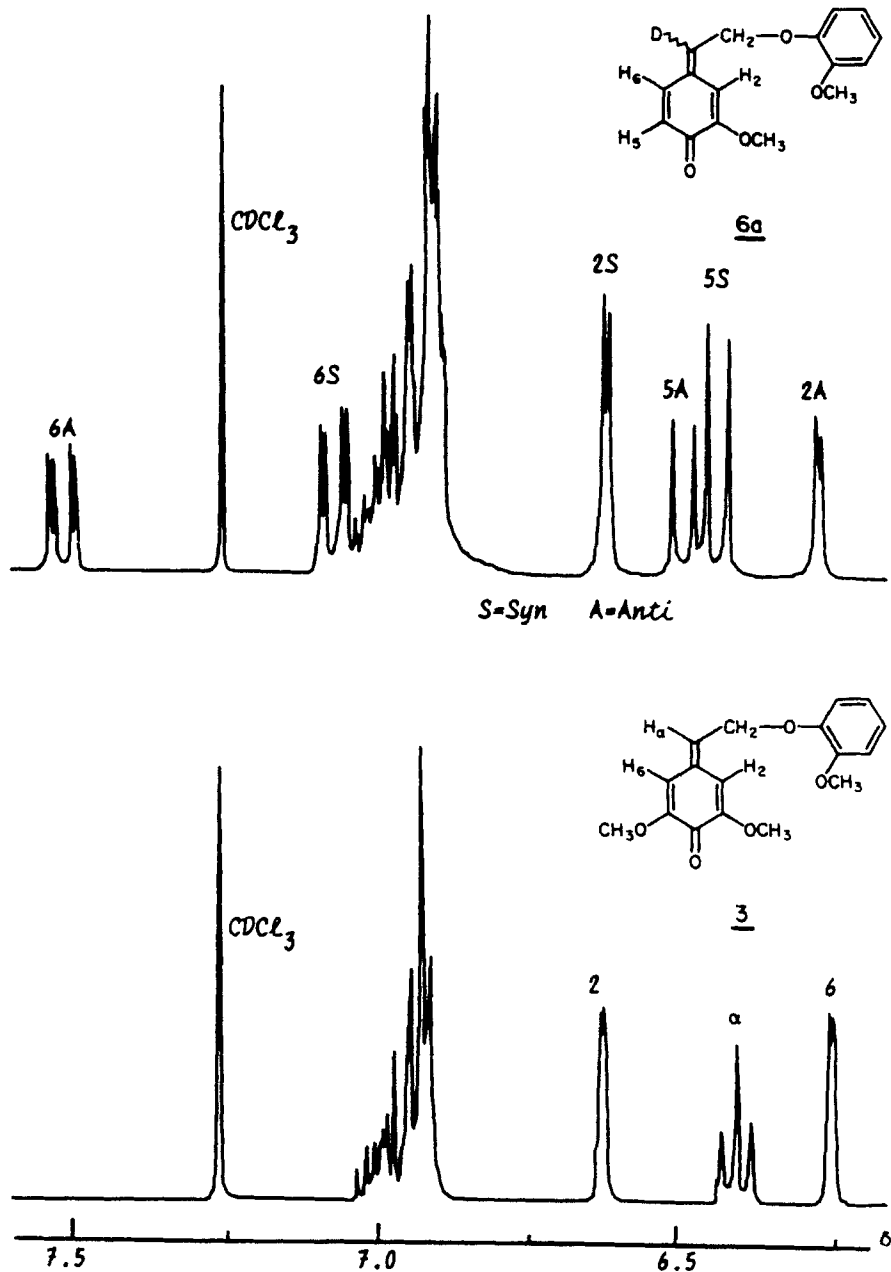 D
CH₂
O
OCH₃
H₆
H₂
H₅
OCH₃
O
6a
CDCl₃
6A
6S
2S
5A
5S
2A
S=Syn A=Anti
Hα
CH₂
O
OCH₃
H₆
H₂
CH₃O
OCH₃
O
3
CDCl₃
2
α
6
7.5 7.0 6.5 δ